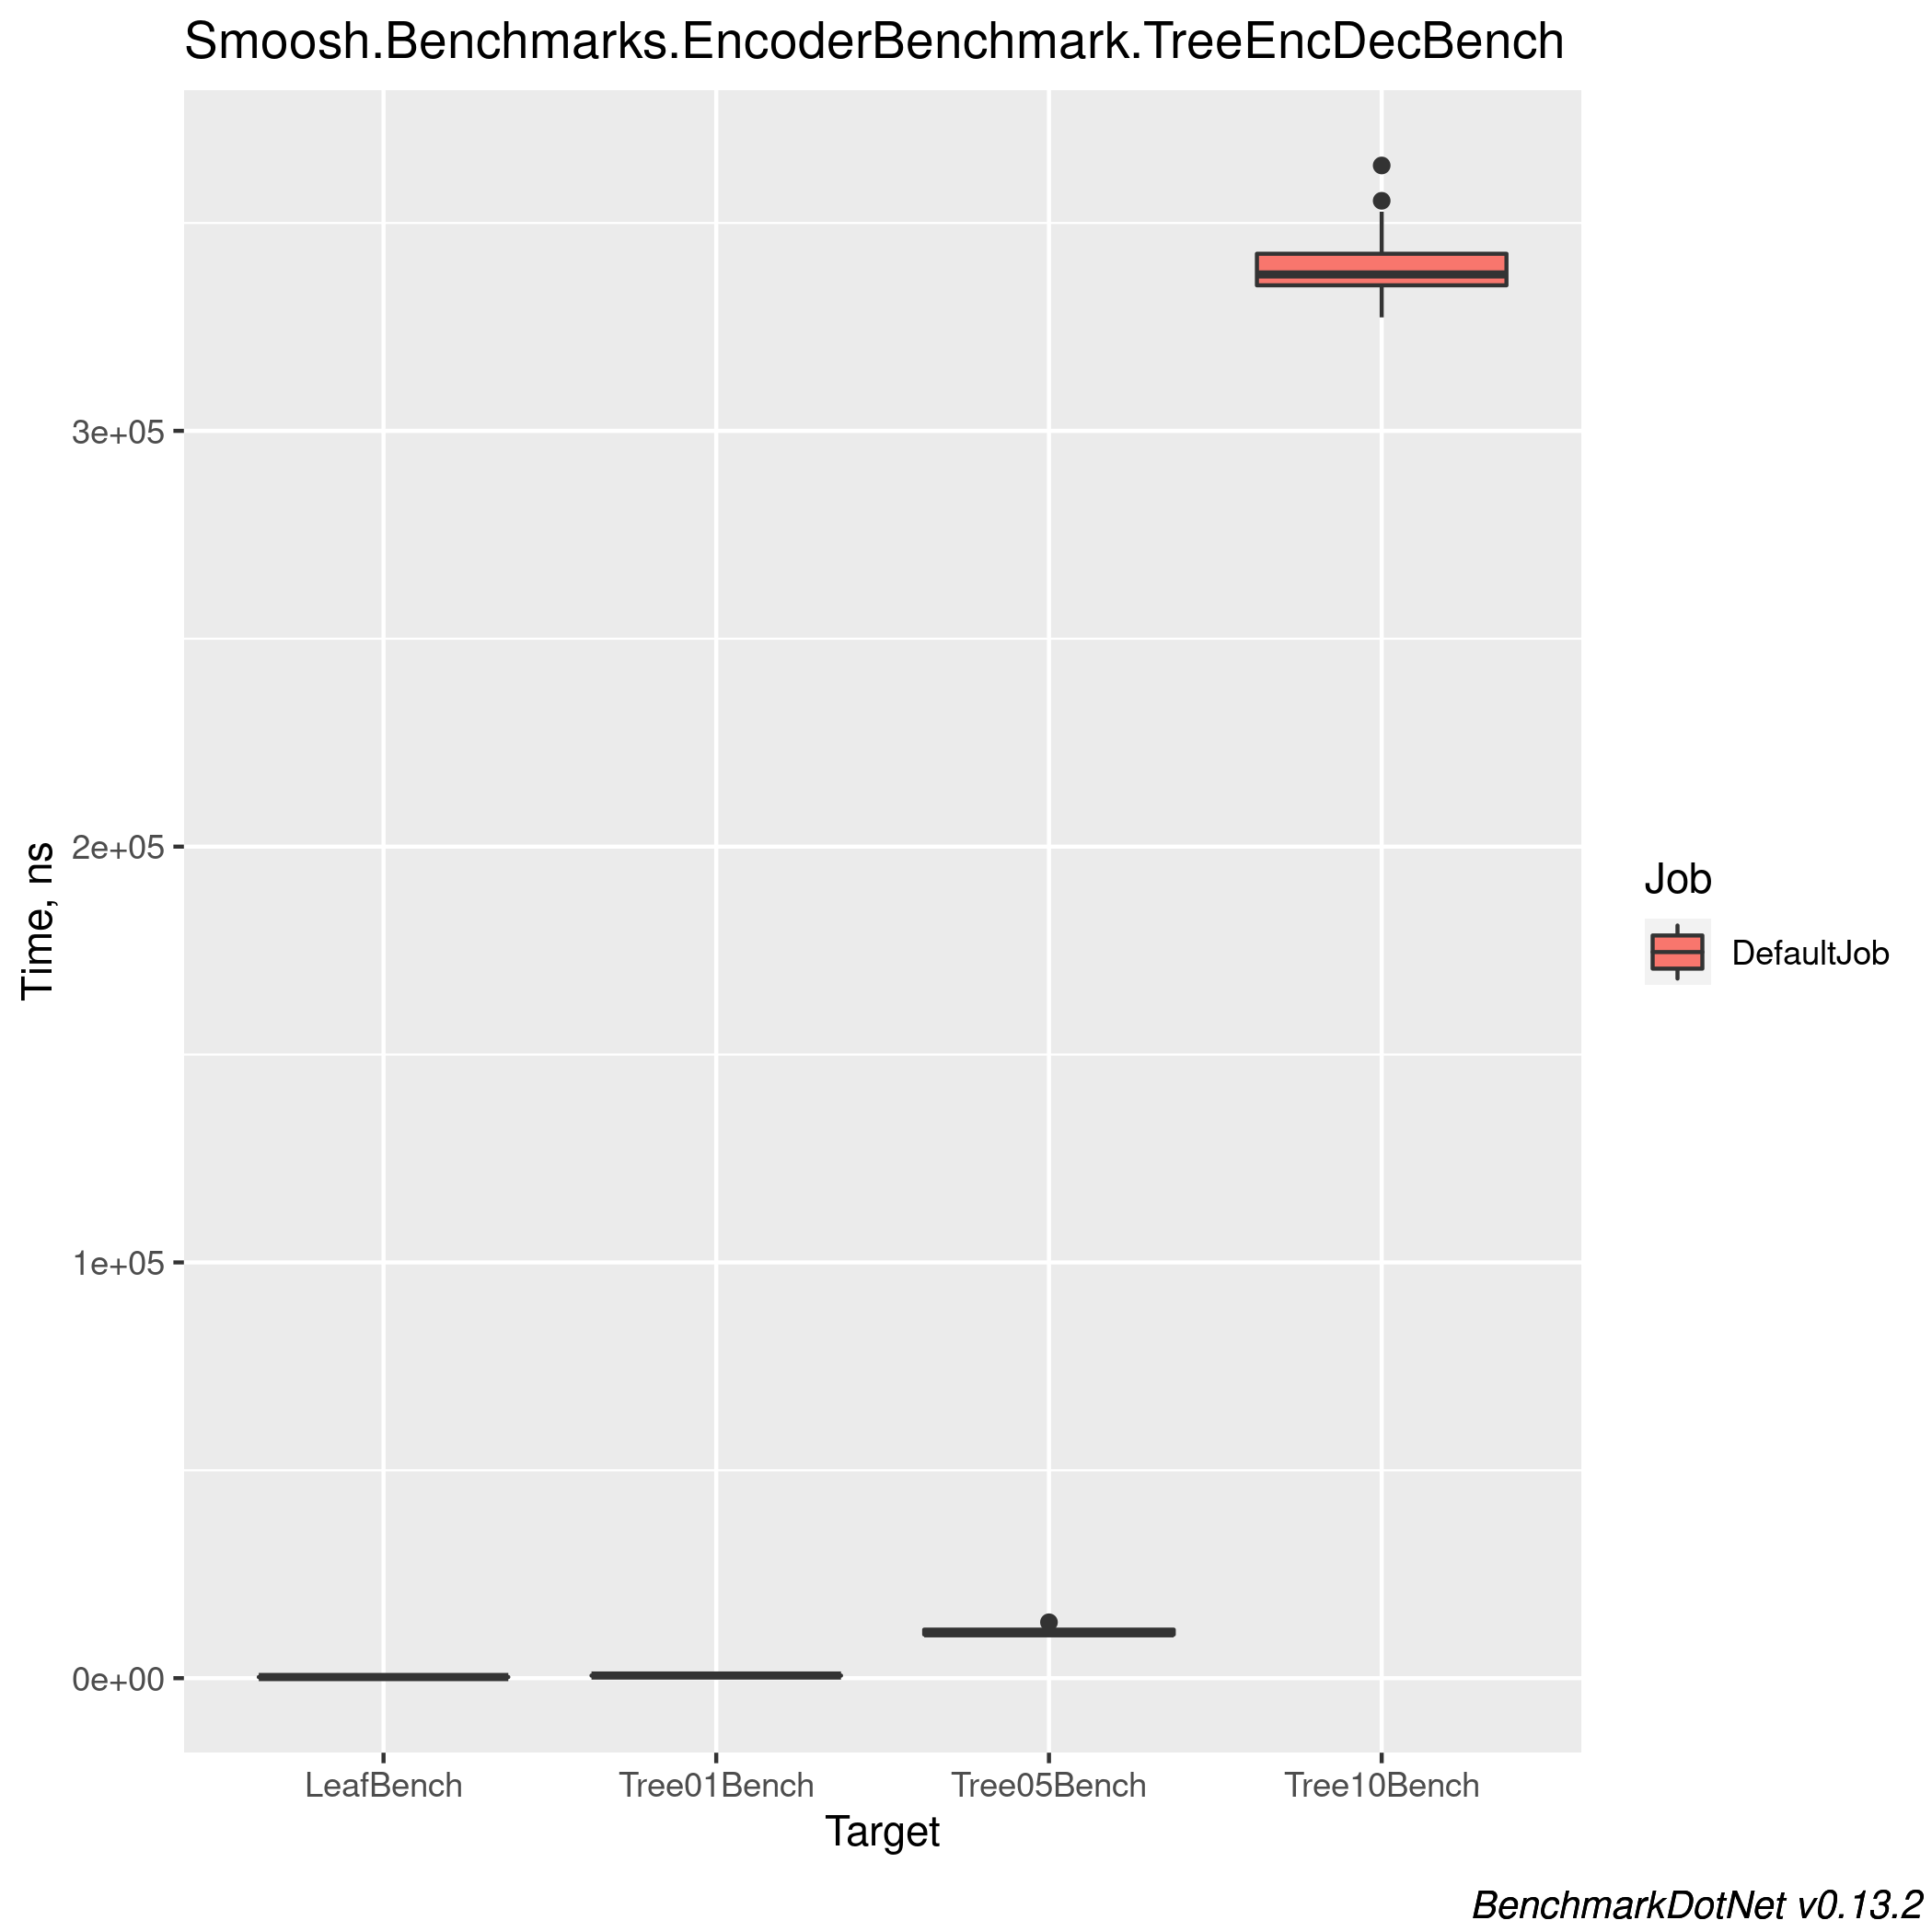 Smoosh.Benchmarks.EncoderBenchmark.TreeEncDecBench
Time, ns
3e+05
2e+05
1e+05
0e+00
LeafBench
Tree01Bench
Tree05Bench
Tree10Bench
Target
Job
DefaultJob
BenchmarkDotNet v0.13.2